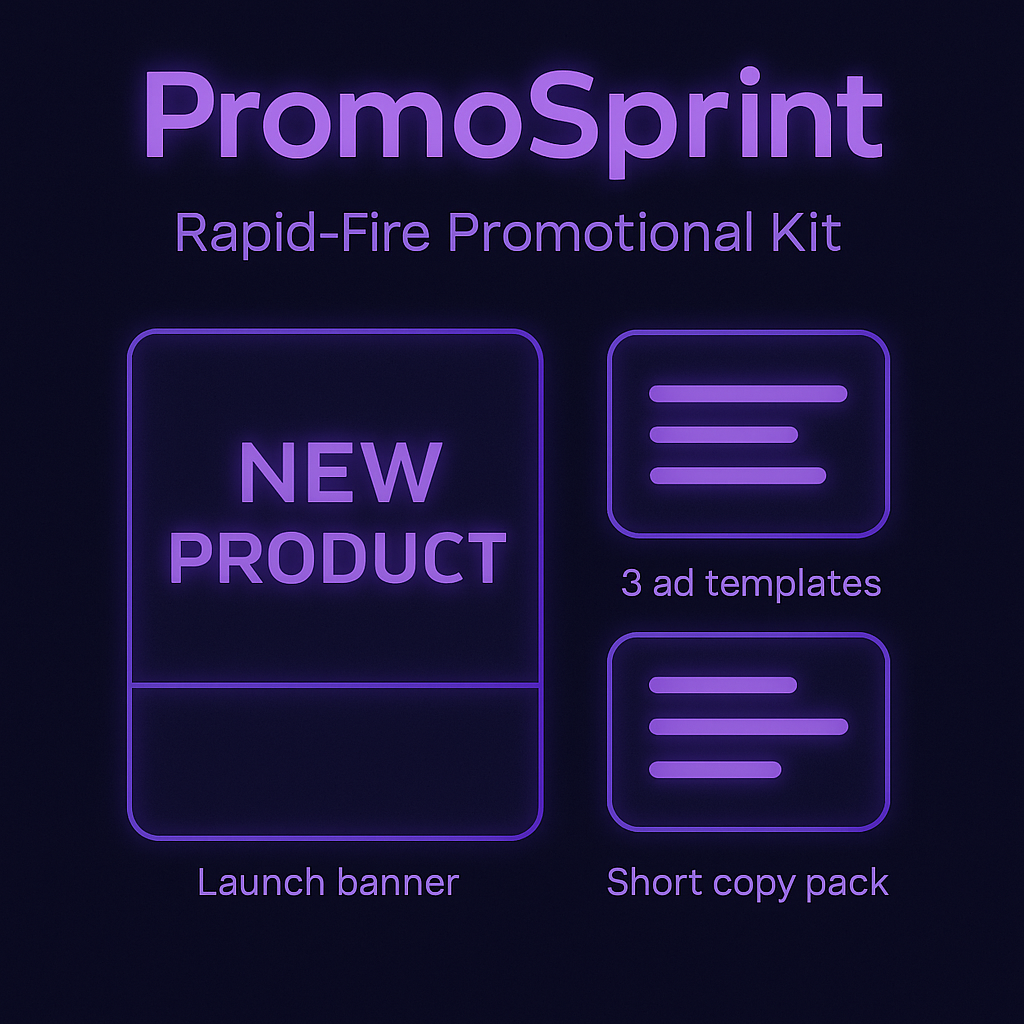 PromoSprint
Rapid-Fire Promotional Kit
NEW
PRODUCT
Launch banner
3 ad templates
Short copy pack